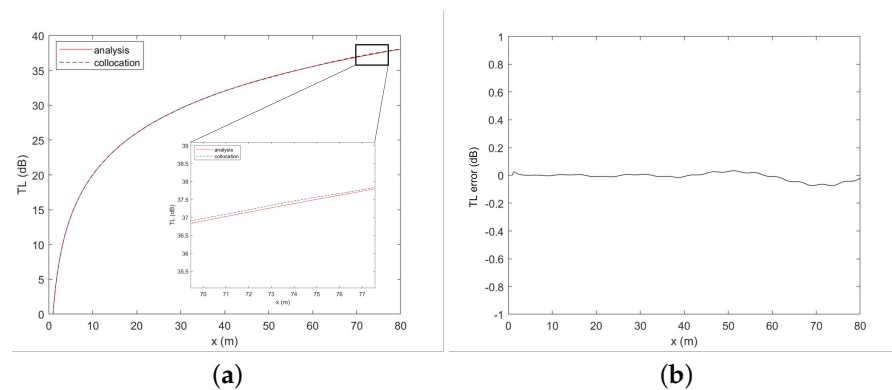 40
35
30
25
20
15
10
5
0
TL (dB)
analysis
collocation
39
38.5
38
37.5
37
36.5
36
35.5
TL (dB)
analysis
collocation
70 71 72 73 74 75 76 77
x (m)
0 10 20 30 40 50 60 70 80
x (m)
(a)
1
0.8
0.6
0.4
0.2
0
-0.2
-0.4
-0.6
-0.8
-1
TL error (dB)
0 10 20 30 40 50 60 70 80
x (m)
(b)